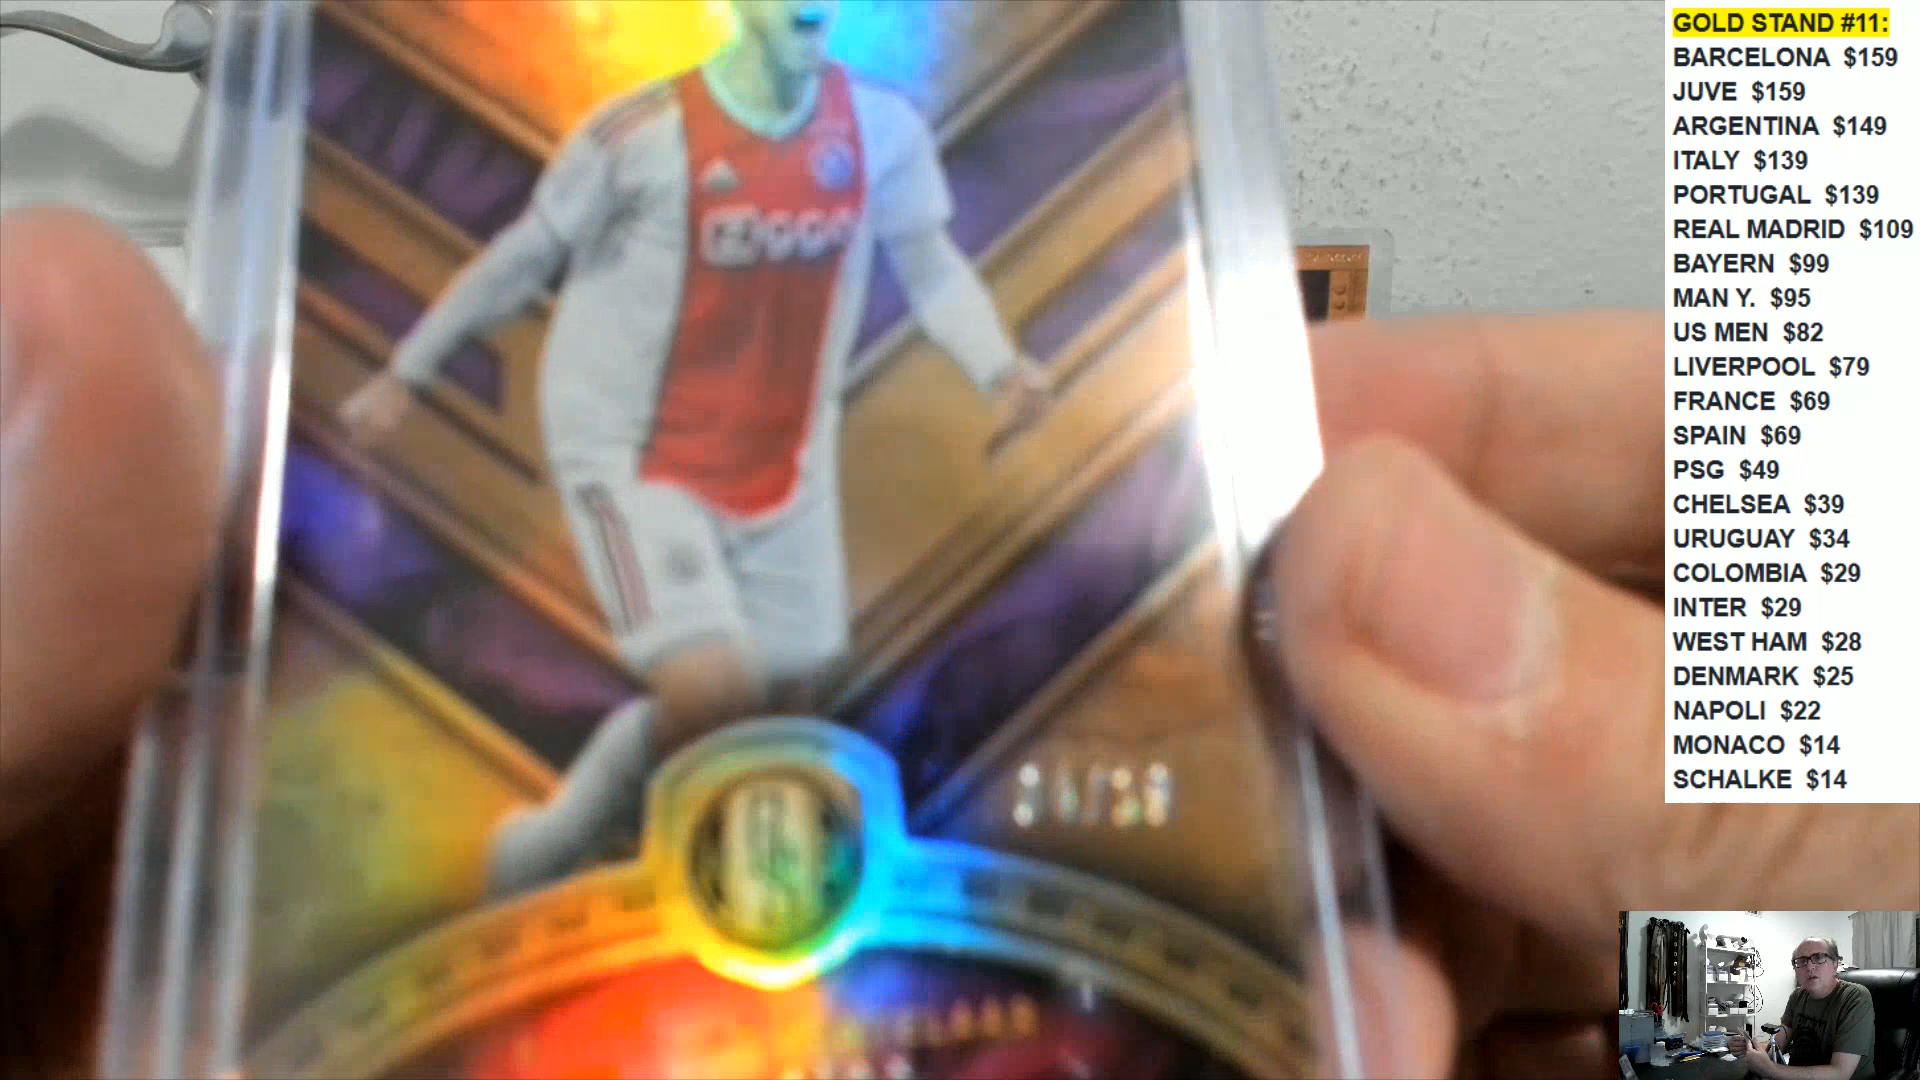 GOLD STAND #11:
BARCELONA $159
JUVE $159
ARGENTINA $149
ITALY $139
PORTUGAL $139
REAL MADRID $109
BAYERN $99
MAN Y. $95
US MEN $82
LIVERPOOL $79
FRANCE $69
SPAIN $69
PSG $49
CHELSEA $39
URUGUAY $34
COLOMBIA $29
INTER $29
WEST HAM $28
DENMARK $25
NAPOLI $22
MONACO $14
SCHALKE $14